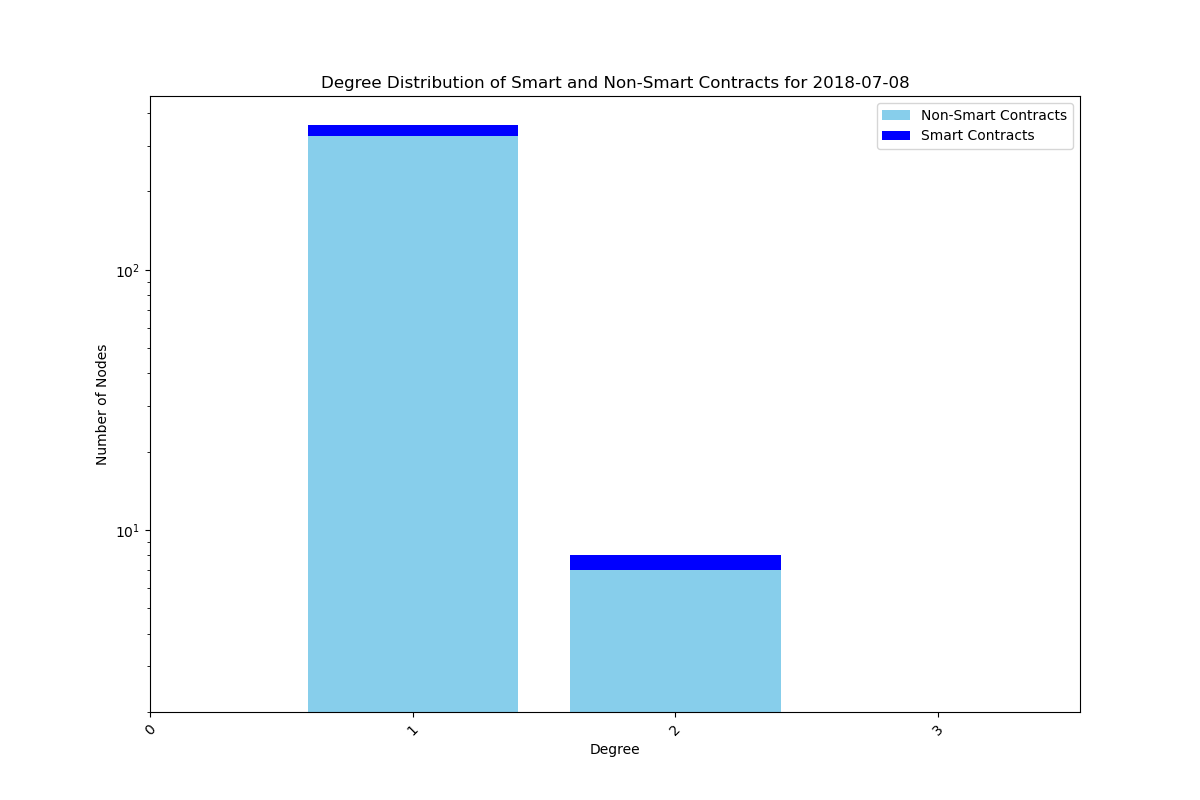 Degree Distribution of Smart and Non-Smart Contracts for 2018-07-08
Non-Smart Contracts
Smart Contracts
10²
10¹
Number of Nodes
0 1 2 3
Degree